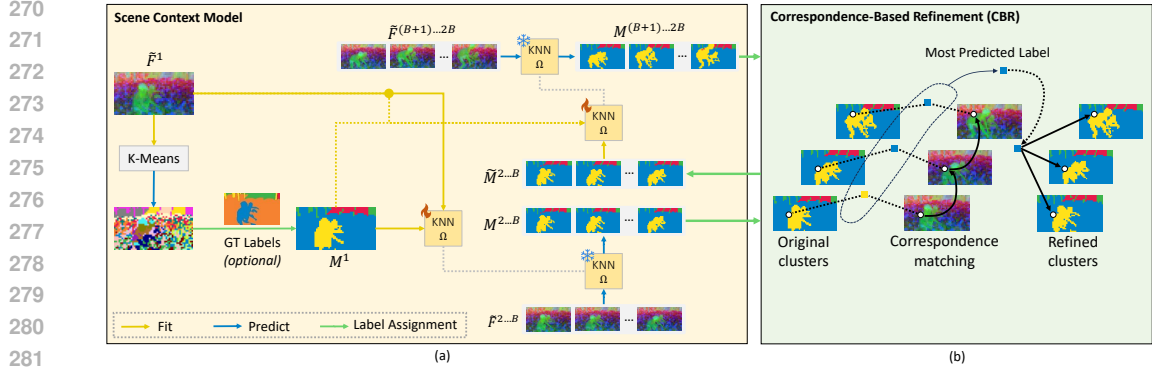 270
271
272
273
274
275
276
277
278
279
280
281
Scene Context Model
F̃¹
K-Means
GT Labels
(optional)
M¹
F̃⁽ᴮ⁺¹⁾…²ᴮ
...
KNN
Ω
M⁽ᴮ⁺¹⁾…²ᴮ
...
KNN
Ω
M̃²…ᴮ
...
KNN
Ω
M²…ᴮ
...
KNN
Ω
F̃²…ᴮ
...
Fit
Predict
Label Assignment
(a)
Correspondence-Based Refinement (CBR)
Most Predicted Label
Original
clusters
Correspondence
matching
Refined
clusters
(b)